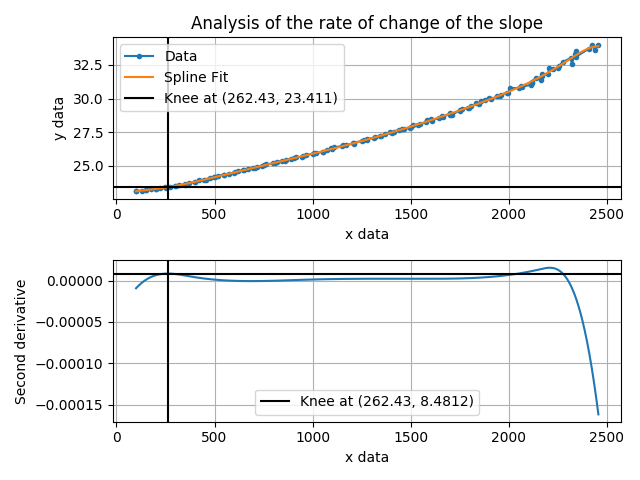 Analysis of the rate of change of the slope
Data
Spline Fit
Knee at (262.43, 23.411)
y data
32.5
30.0
27.5
25.0
0
500
1000
1500
2000
2500
x data
Second derivative
0.00000
−0.00005
−0.00010
−0.00015
Knee at (262.43, 8.4812)
0
500
1000
1500
2000
2500
x data